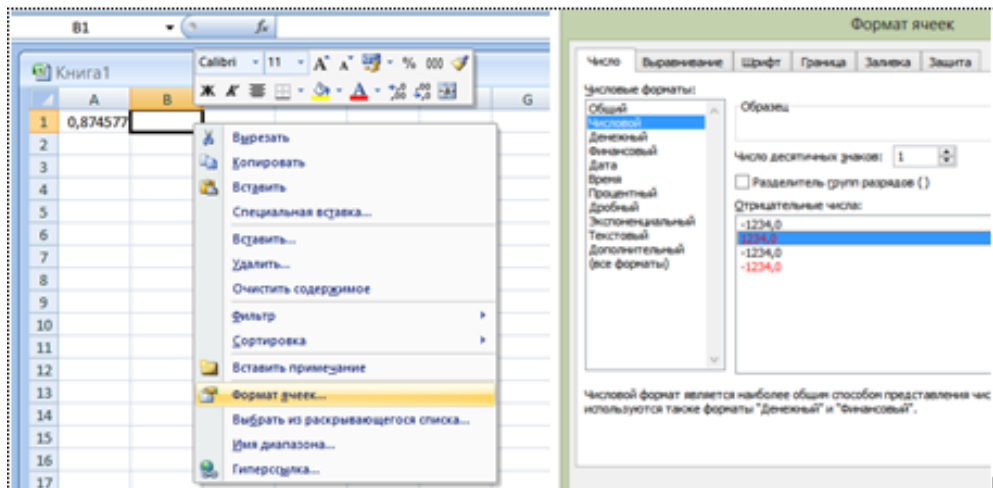 B1
fx
Книга1
Calibri 11 A A % 000
Ж К A
A B G
1 0,874577
2
3
4
5
6
7
8
9
10
11
12
13
14
15
16
17
Вырезать
Копировать
Вставить
Специальная вставка...
Вставить...
Удалить...
Очистить содержимое
Фильтр
Сортировка
Вставить примечание
Формат ячеек...
Выбрать из раскрывающегося списка...
Имя диапазона...
Гиперссылка...
Формат ячеек
Число Выравнивание Шрифт Граница Заливка Защита
Числовые форматы:
Общий
Числовой
Денежный
Финансовый
Дата
Время
Процентный
Дробный
Экспоненциальный
Текстовый
Дополнительный
(все форматы)
Образец
Число десятичных знаков: 1
Разделитель групп разрядов ( )
Отрицательные числа:
-1234,0
1234,0
-1234,0
-1234,0
Числовой формат является наиболее общим способом представления чис
используются также форматы "Денежный" и "Финансовый".